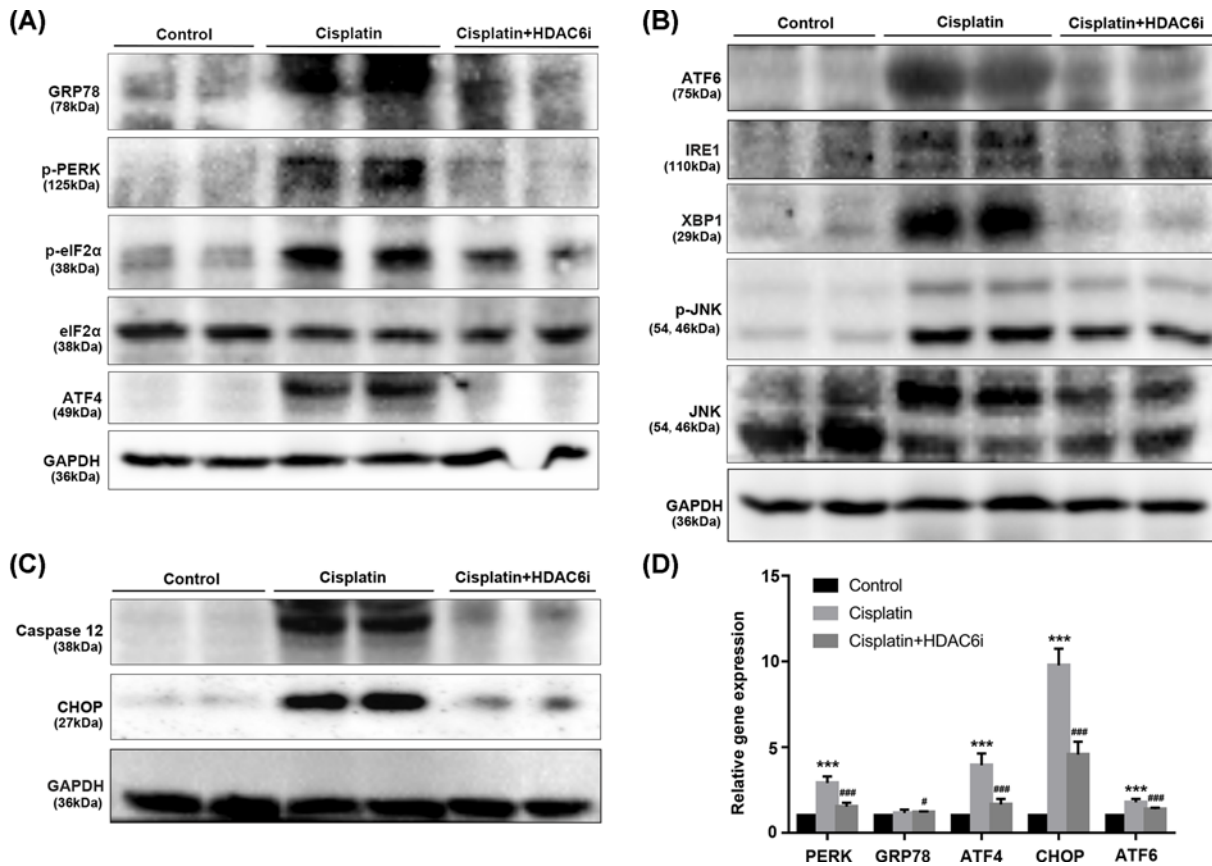 (A)
Control Cisplatin Cisplatin+HDAC6i
GRP78
(78kDa)
p-PERK
(125kDa)
p-eIF2α
(38kDa)
eIF2α
(38kDa)
ATF4
(49kDa)
GAPDH
(36kDa)
(B)
Control Cisplatin Cisplatin+HDAC6i
ATF6
(75kDa)
IRE1
(110kDa)
XBP1
(29kDa)
p-JNK
(54, 46kDa)
JNK
(54, 46kDa)
GAPDH
(36kDa)
(C)
Control Cisplatin Cisplatin+HDAC6i
Caspase 12
(38kDa)
CHOP
(27kDa)
GAPDH
(36kDa)
(D)
Relative gene expression
15
10
5
0
Control
Cisplatin
Cisplatin+HDAC6i
*** ### # *** ### *** ### *** ###
PERK GRP78 ATF4 CHOP ATF6